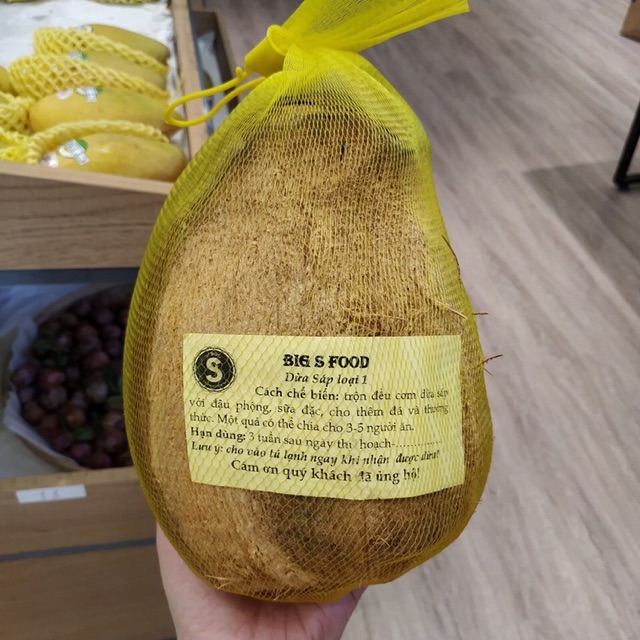 S
BIG S FOOD
Dừa Sáp loại 1
Cách chế biến: trộn đều cơm dừa sáp
với đậu phộng, sữa đặc, cho thêm đá và thưởng
thức. Một quả có thể chia cho 3-5 người ăn.
Hạn dùng: 3 tuần sau ngày thu hoạch-..............
Lưu ý: cho vào tủ lạnh ngay khi nhận được dừa!
Cảm ơn quý khách đã ủng hộ!